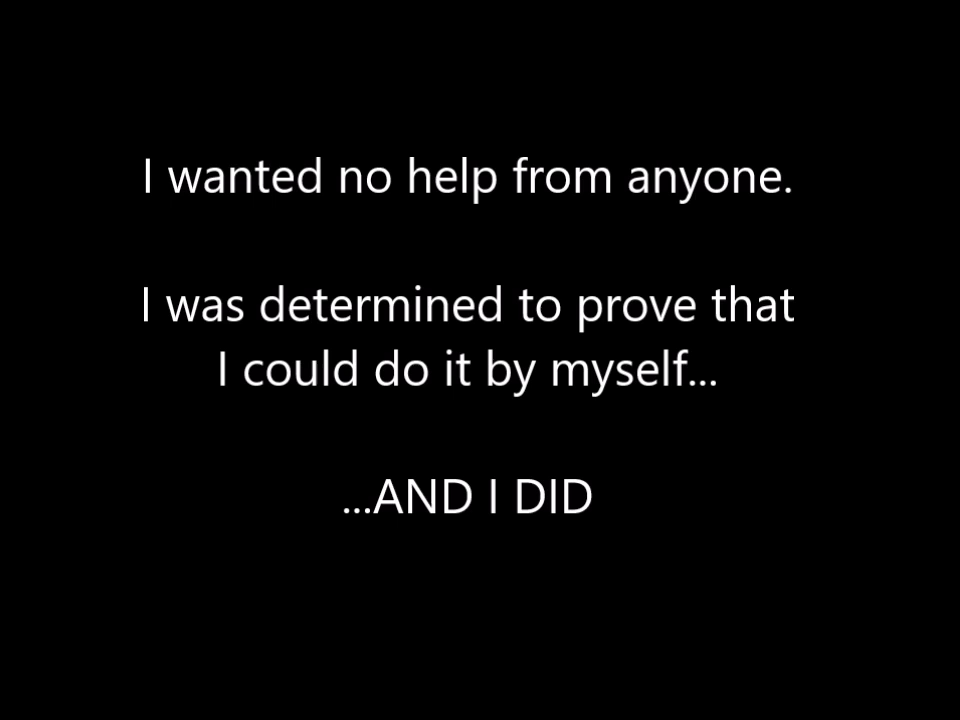 I wanted no help from anyone.
I was determined to prove that
I could do it by myself...
...AND I DID